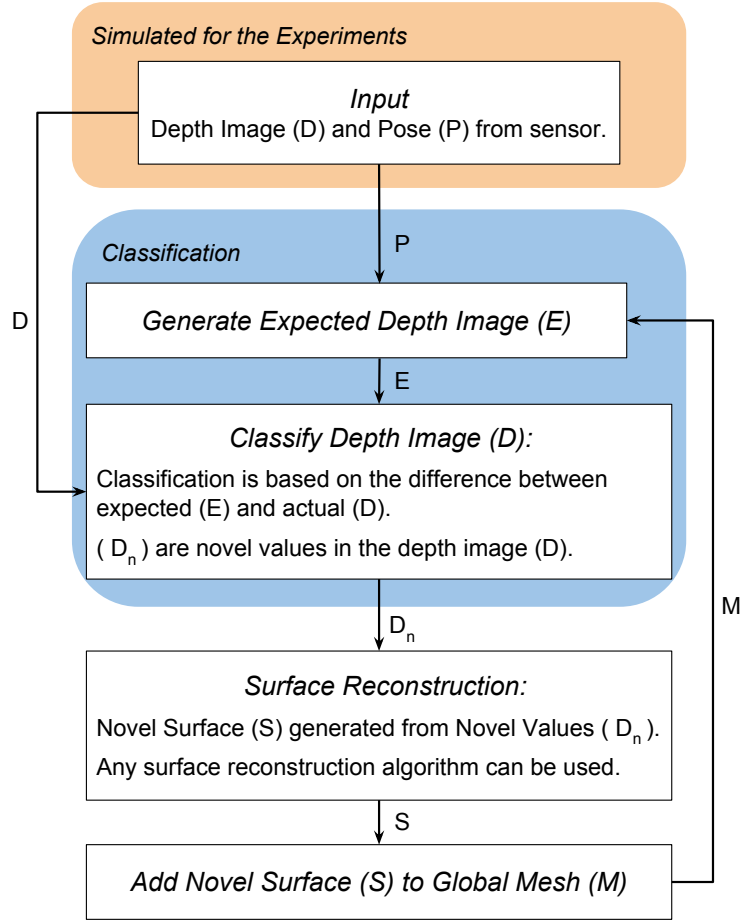 Simulated for the Experiments
Input
Depth Image (D) and Pose (P) from sensor.
P
Classification
D
Generate Expected Depth Image (E)
E
Classify Depth Image (D):
Classification is based on the difference between
expected (E) and actual (D).
( Dn ) are novel values in the depth image (D).
M
Dn
Surface Reconstruction:
Novel Surface (S) generated from Novel Values ( Dn ).
Any surface reconstruction algorithm can be used.
S
Add Novel Surface (S) to Global Mesh (M)